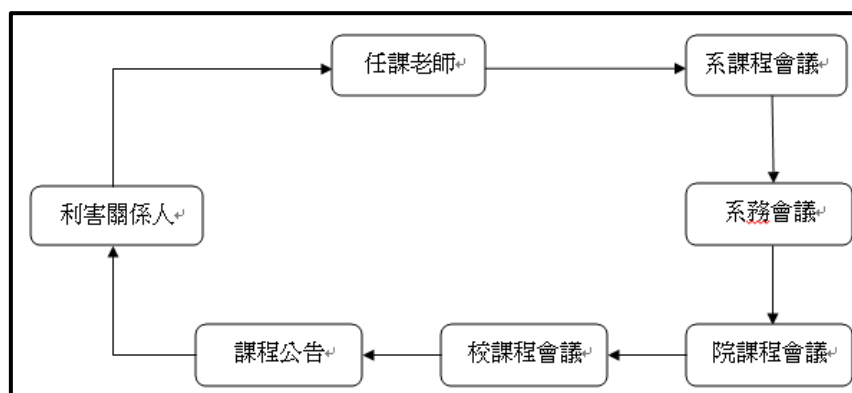 任課老師
系課程會議
利害關係人
系務會議
課程公告
校課程會議
院課程會議